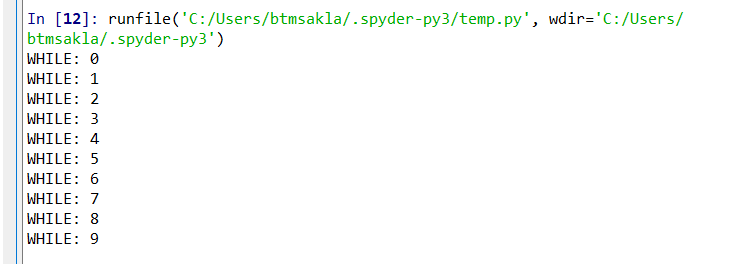 In [12]: runfile('C:/Users/btmsakla/.spyder-py3/temp.py', wdir='C:/Users/
btmsakla/.spyder-py3')
WHILE: 0
WHILE: 1
WHILE: 2
WHILE: 3
WHILE: 4
WHILE: 5
WHILE: 6
WHILE: 7
WHILE: 8
WHILE: 9